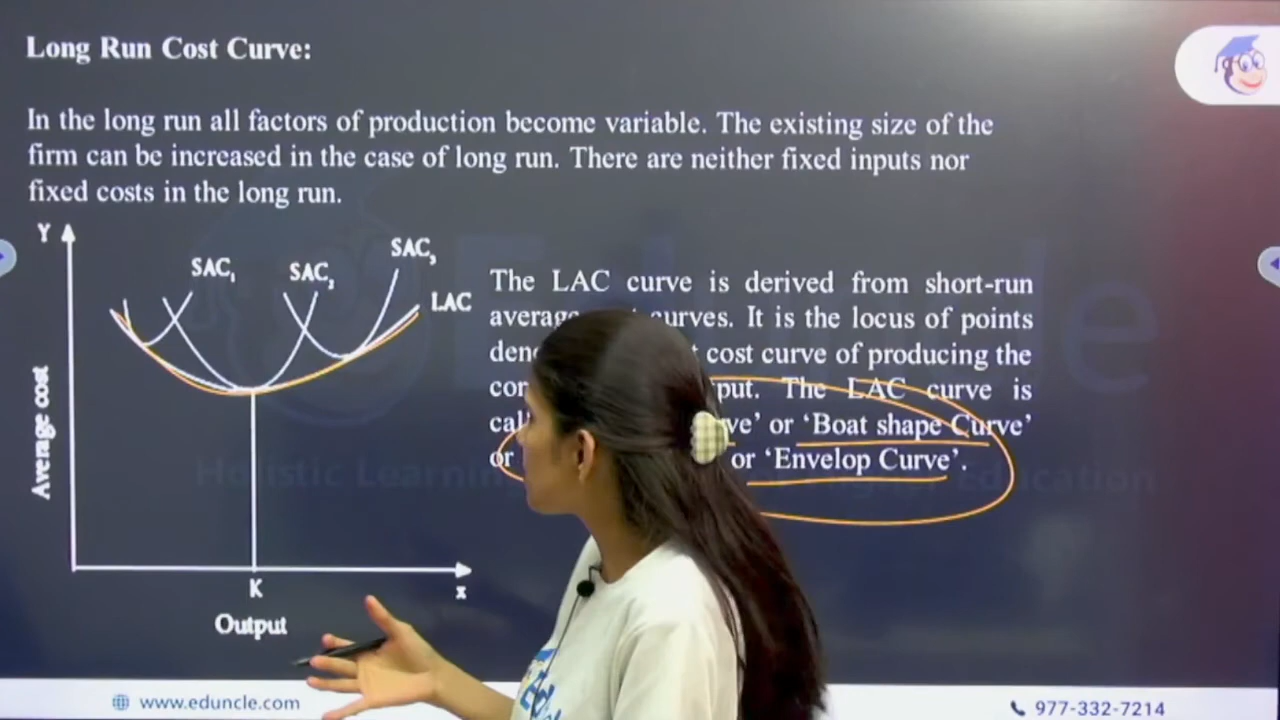 Long Run Cost Curve:
In the long run all factors of production become variable. The existing size of the
firm can be increased in the case of long run. There are neither fixed inputs nor
fixed costs in the long run.
Y
SAC₁
SAC₂
SAC₃
LAC
Average cost
K
x
Output
The LAC curve is derived from short-run
curves. It is the locus of points
cost curve of producing the
The LAC curve is
or 'Boat shape Curve'
or or 'Envelop Curve'.
www.eduncle.com
977-332-7214